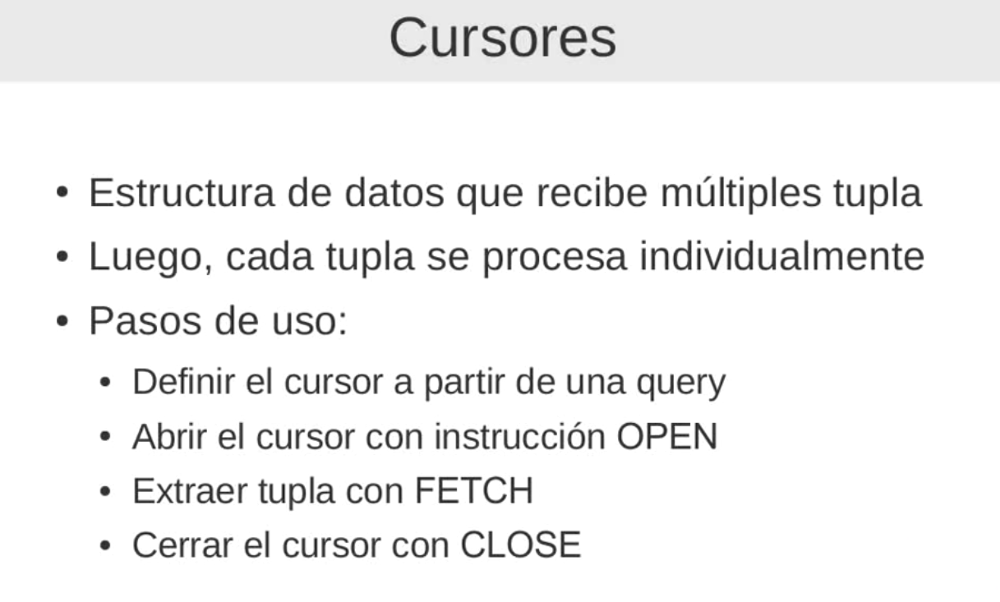 Cursores
• Estructura de datos que recibe múltiples tupla
• Luego, cada tupla se procesa individualmente
• Pasos de uso:
• Definir el cursor a partir de una query
• Abrir el cursor con instrucción OPEN
• Extraer tupla con FETCH
• Cerrar el cursor con CLOSE